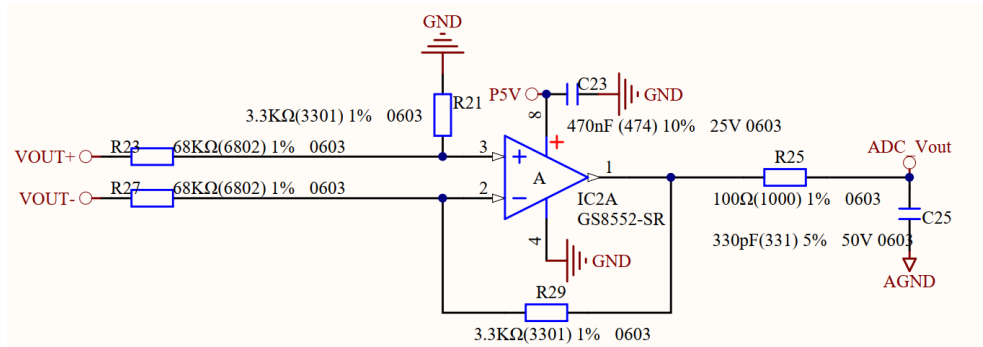 GND
C23
P5V
GND
R21
3.3KΩ(3301) 1% 0603
8
470nF (474) 10% 25V 0603
ADC_Vout
R23
68KΩ(6802) 1% 0603
R25
VOUT+
3
+
+
A
1
R27
68KΩ(6802) 1% 0603
VOUT-
2
−
IC2A
100Ω(1000) 1% 0603
GS8552-SR
C25
4
330pF(331) 5% 50V 0603
GND
AGND
R29
3.3KΩ(3301) 1% 0603